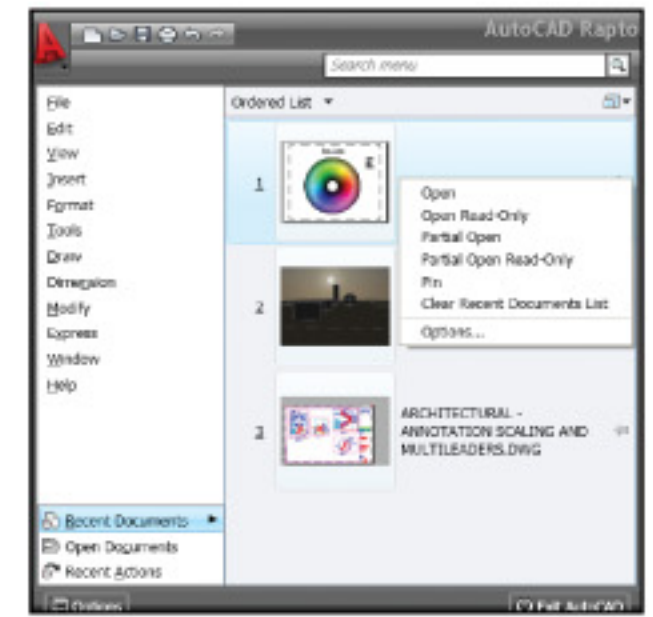 AutoCAD Rapto
Search menu
File
Edit
View
Insert
Format
Tools
Draw
Dimension
Modify
Express
Window
Help
Recent Documents
Open Documents
Recent Actions
Ordered List
1
2
3
Open
Open Read-Only
Partial Open
Partial Open Read-Only
Pin
Clear Recent Documents List
Options...
ARCHITECTURAL -
ANNOTATION SCALING AND
MULTILEADERS.DWG
Options
Exit AutoCAD